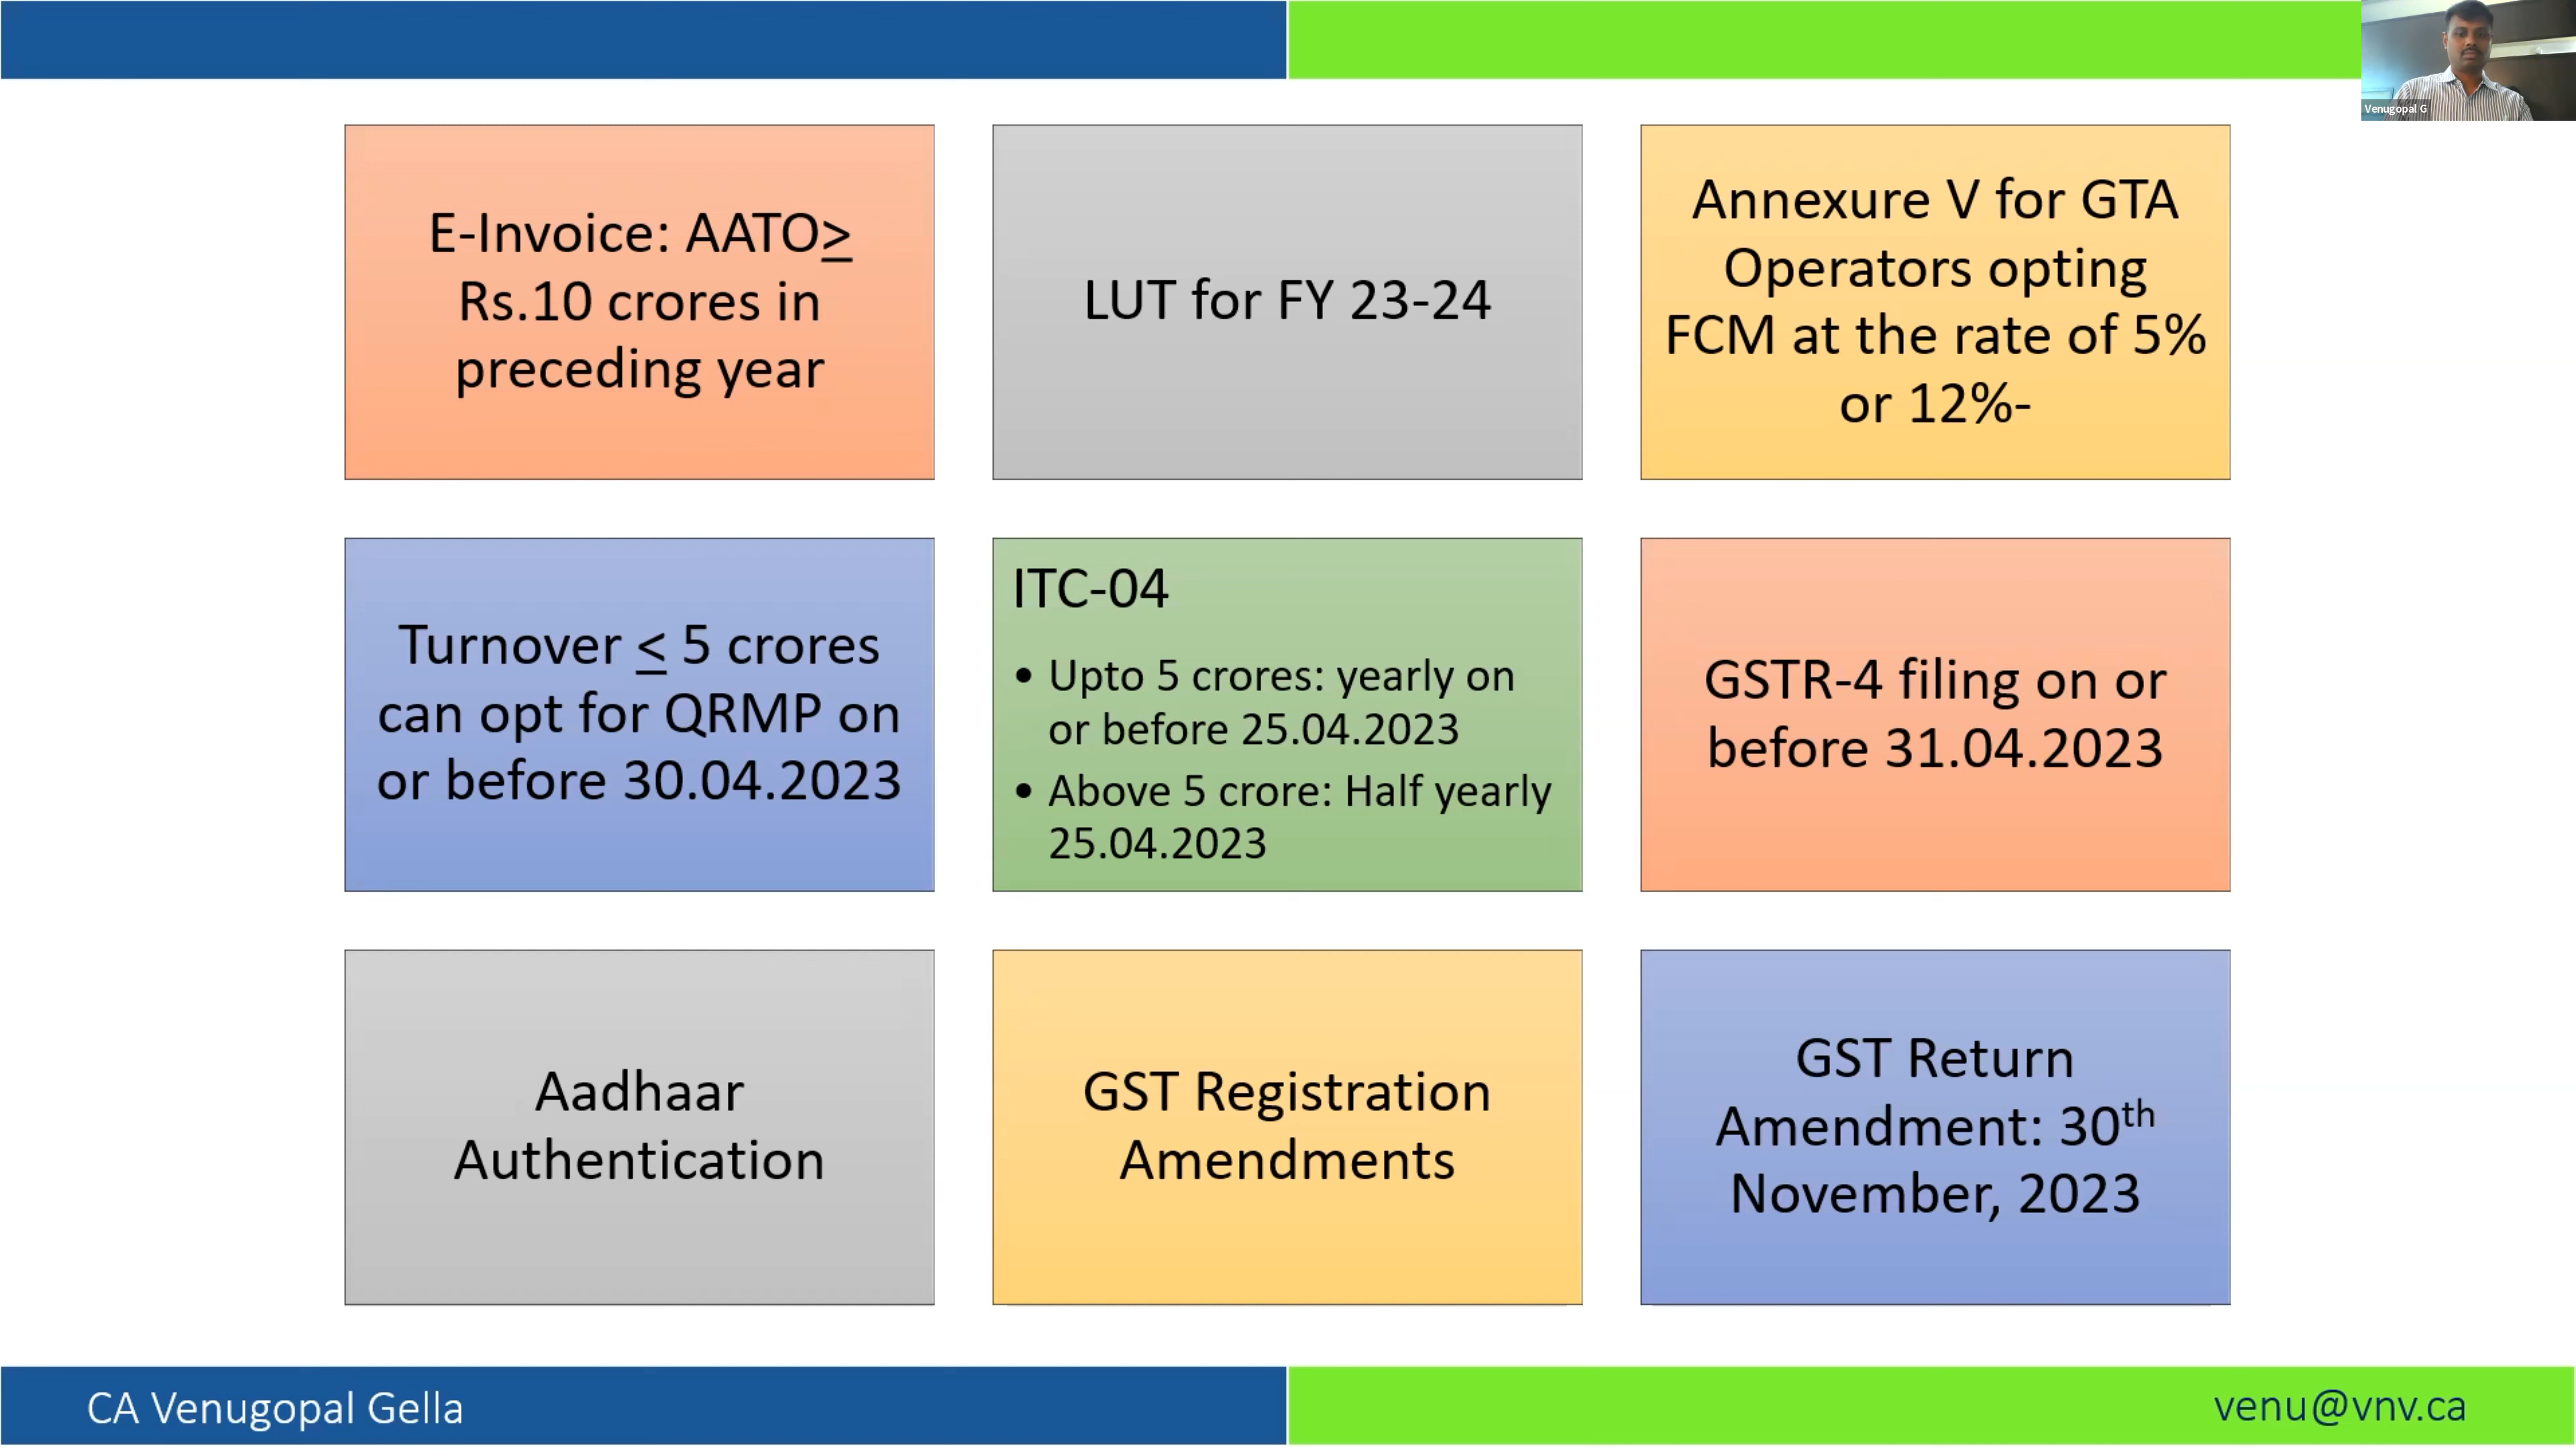 Venugopal G
E-Invoice: AATO≥
Rs.10 crores in
preceding year
LUT for FY 23-24
Annexure V for GTA
Operators opting
FCM at the rate of 5%
or 12%-
Turnover ≤ 5 crores
can opt for QRMP on
or before 30.04.2023
ITC-04
• Upto 5 crores: yearly on
or before 25.04.2023
• Above 5 crore: Half yearly
25.04.2023
GSTR-4 filing on or
before 31.04.2023
Aadhaar
Authentication
GST Registration
Amendments
GST Return
Amendment: 30th
November, 2023
CA Venugopal Gella
venu@vnv.ca